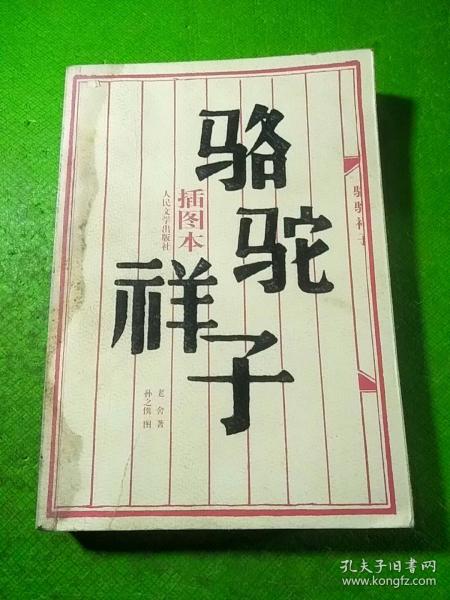 骆驼
祥子
插图本
人民文学出版社
老舍 著
孙之儁 图
骆驼祥子
孔夫子旧书网
www.kongfz.com